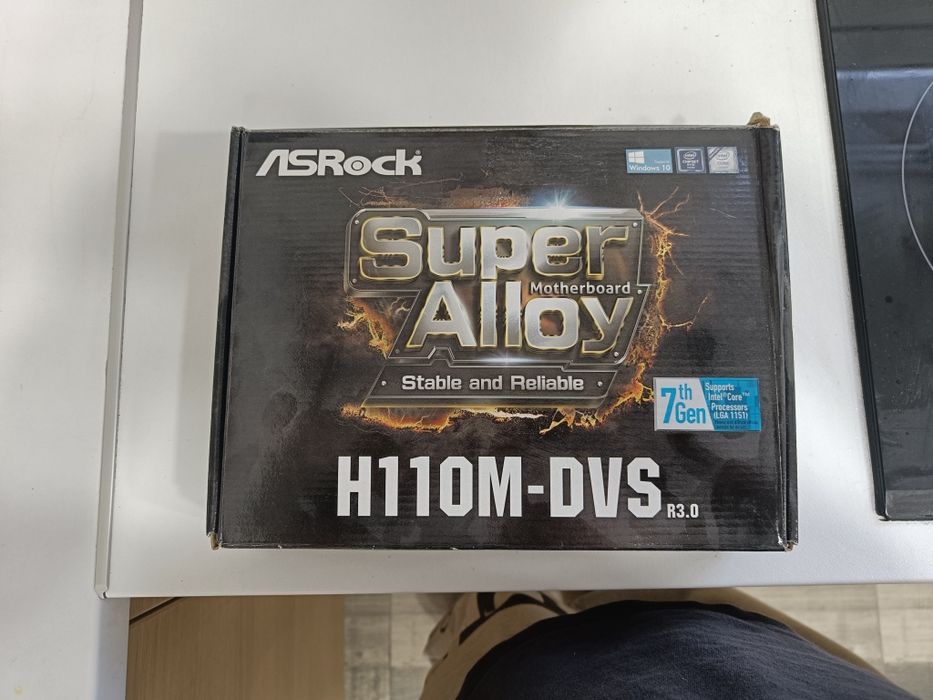 ASRock
Windows 10
Super
Alloy
Motherboard
Stable and Reliable
7th
Gen
Supports
Intel® Core™
Processors
(LGA 1151)
H110M-DVS
R3.0